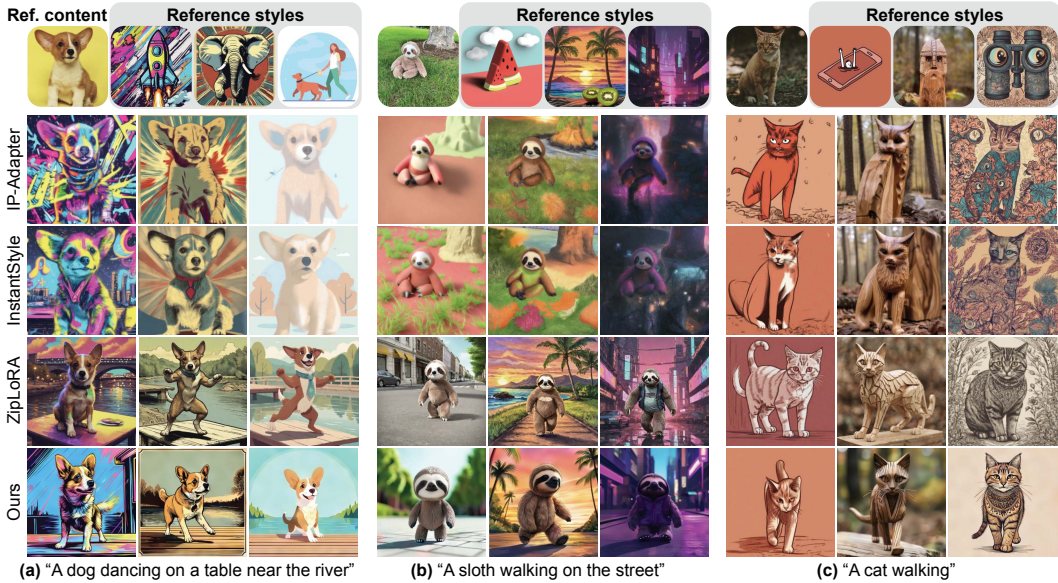 Ref. content
Reference styles
Reference styles
Reference styles
IP-Adapter
InstantStyle
ZipLoRA
Ours
(a) “A dog dancing on a table near the river”
(b) “A sloth walking on the street”
(c) “A cat walking”